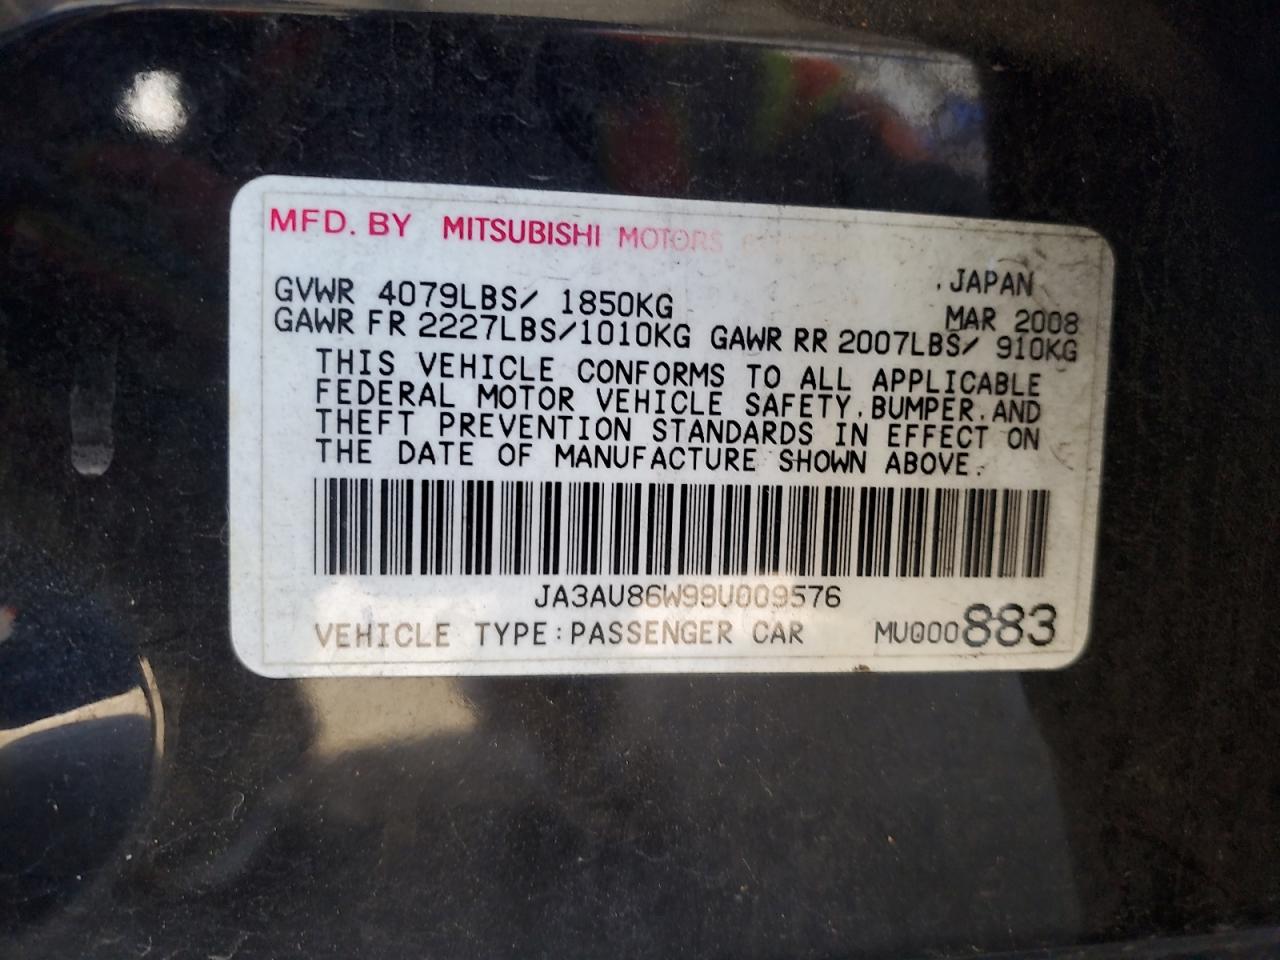 MFD. BY MITSUBISHI MOTORS
JAPAN
GVWR 4079LBS/ 1850KG MAR 2008
GAWR FR 2227LBS/1010KG GAWR RR 2007LBS/ 910KG
THIS VEHICLE CONFORMS TO ALL APPLICABLE
FEDERAL MOTOR VEHICLE SAFETY,BUMPER,AND
THEFT PREVENTION STANDARDS IN EFFECT ON
THE DATE OF MANUFACTURE SHOWN ABOVE.
JA3AU86W99U009576
VEHICLE TYPE:PASSENGER CAR MU000883